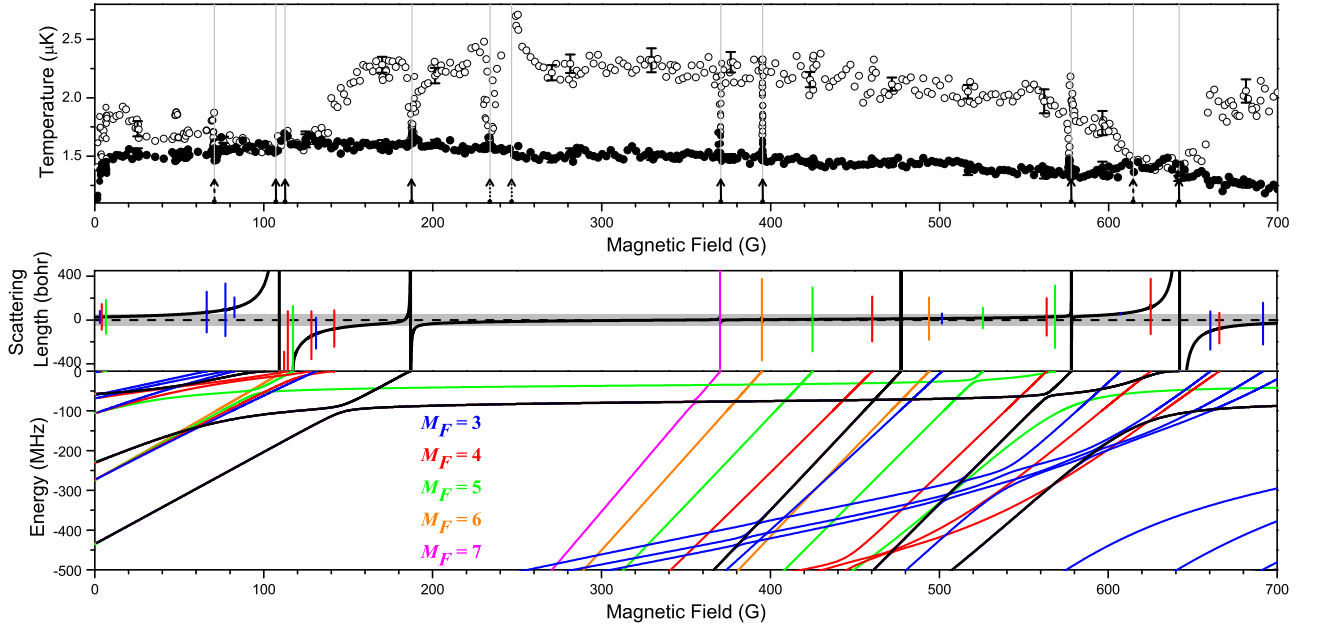 Temperature (μK)
2.5
2.0
1.5
0 100 200 300 400 500 600 700
Magnetic Field (G)
Scattering
Length (bohr)
400
0
-400
Energy (MHz)
0
-100
-200
-300
-400
-500
M_F = 3
M_F = 4
M_F = 5
M_F = 6
M_F = 7
0 100 200 300 400 500 600 700
Magnetic Field (G)